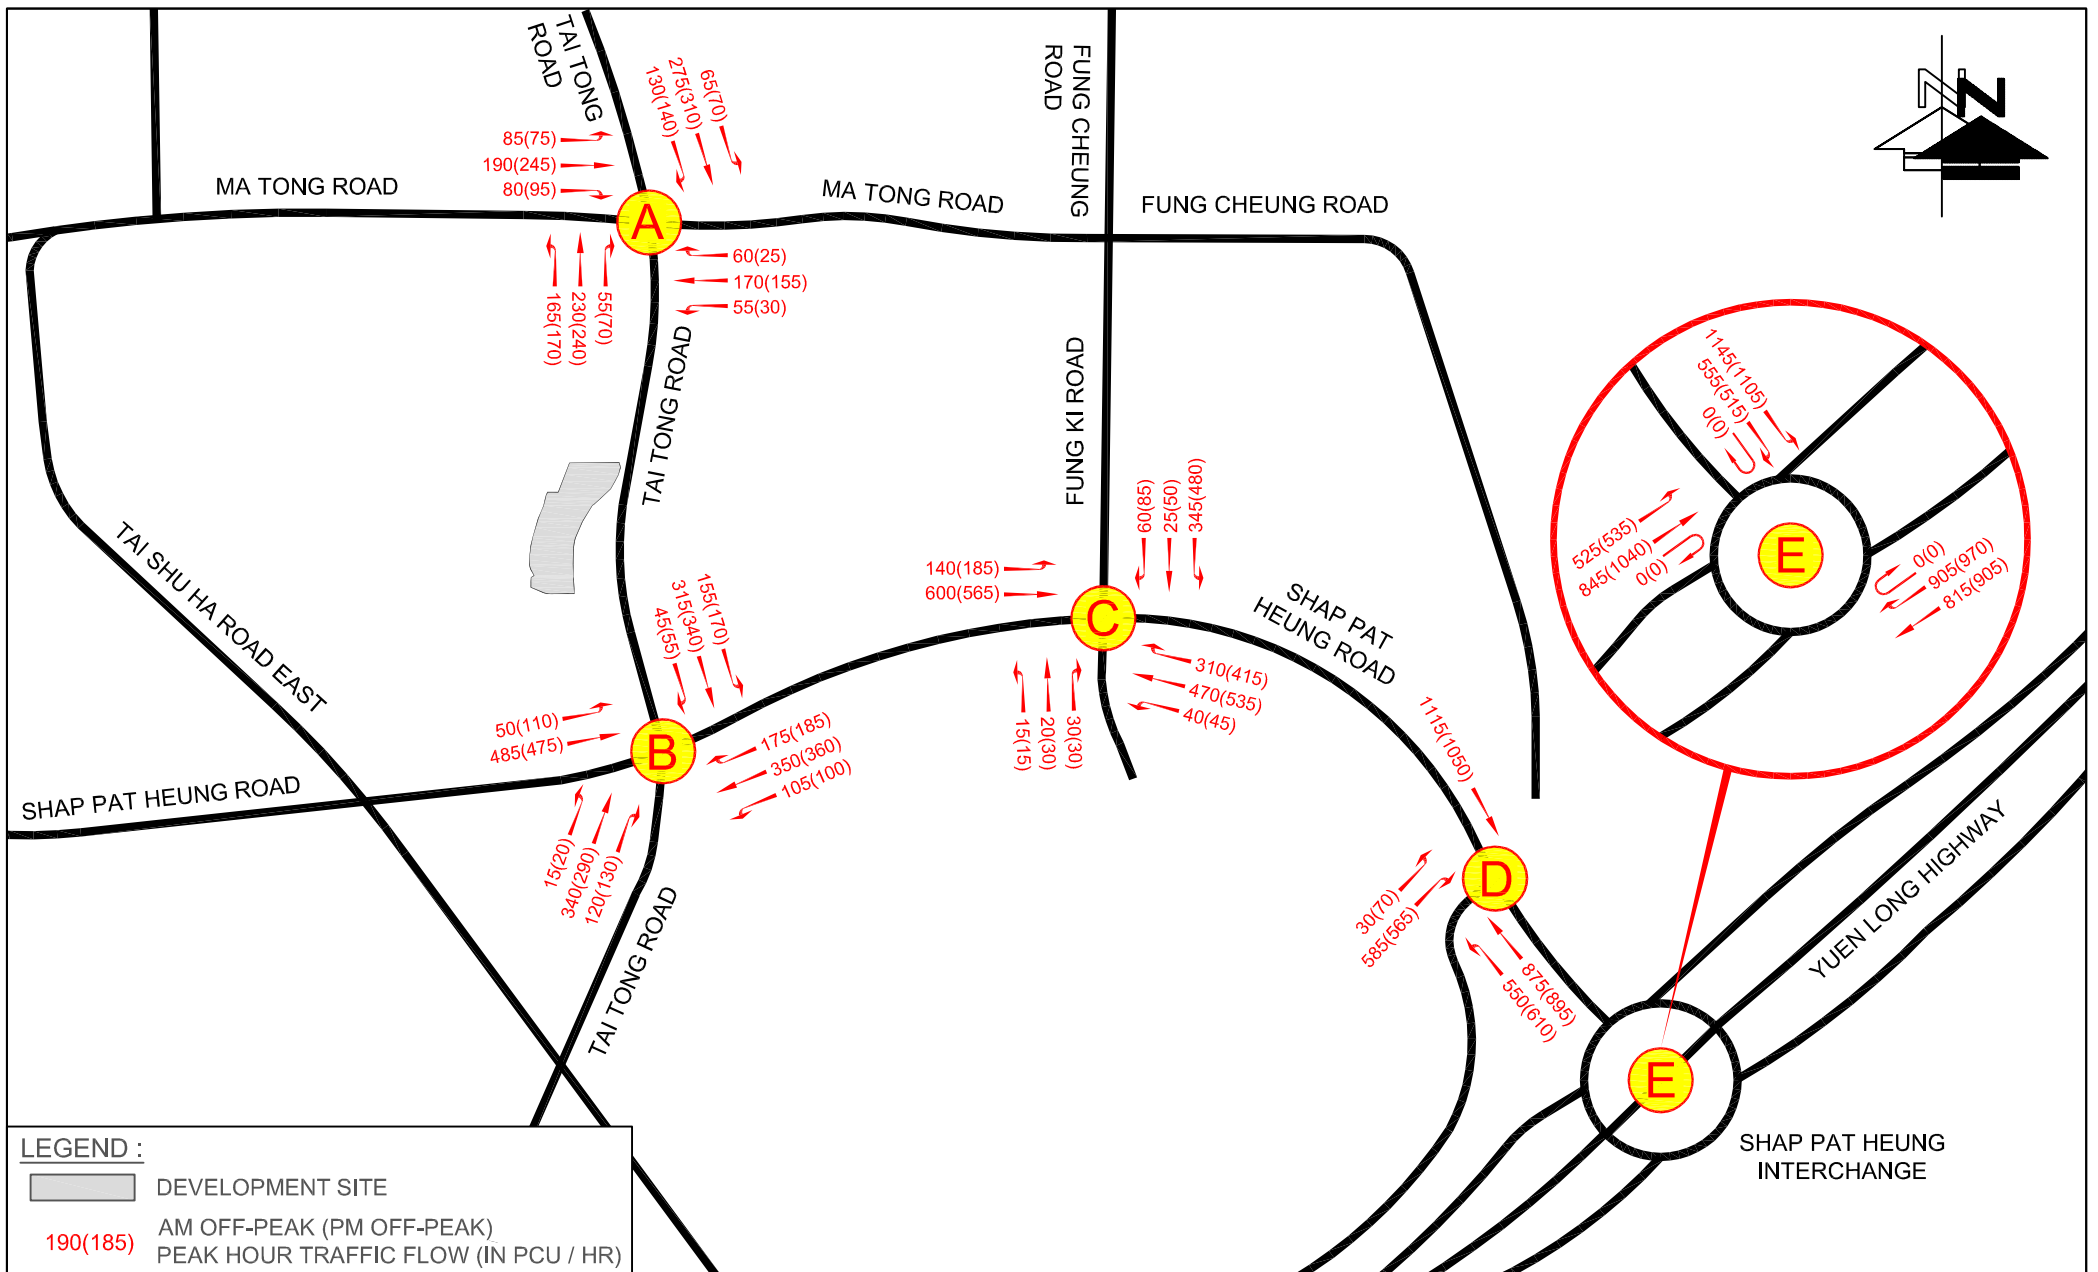 TAI TONG
ROAD
130(140)
275(310)
65(70)
85(75)
190(245)
80(95)
MA TONG ROAD
A
MA TONG ROAD
60(25)
170(155)
55(30)
165(170)
230(240)
55(70)
FUNG CHEUNG
ROAD
FUNG CHEUNG ROAD
N
TAI TONG ROAD
FUNG KI ROAD
TAI SHU HA ROAD EAST
1145(1105)
555(515)
0(0)
525(535)
845(1040)
0(0)
E
0(0)
905(970)
815(905)
140(185)
600(565)
60(85)
25(50)
345(480)
C
SHAP PAT
HEUNG ROAD
310(415)
470(535)
40(45)
15(15)
20(30)
30(30)
45(55)
315(340)
155(170)
50(110)
485(475)
B
175(185)
350(360)
105(100)
15(20)
340(290)
120(130)
SHAP PAT HEUNG ROAD
TAI TONG ROAD
1115(1050)
30(70)
585(565)
D
875(895)
550(610)
YUEN LONG HIGHWAY
E
SHAP PAT HEUNG
INTERCHANGE
LEGEND :
DEVELOPMENT SITE
190(185)
AM OFF-PEAK (PM OFF-PEAK)
PEAK HOUR TRAFFIC FLOW (IN PCU / HR)